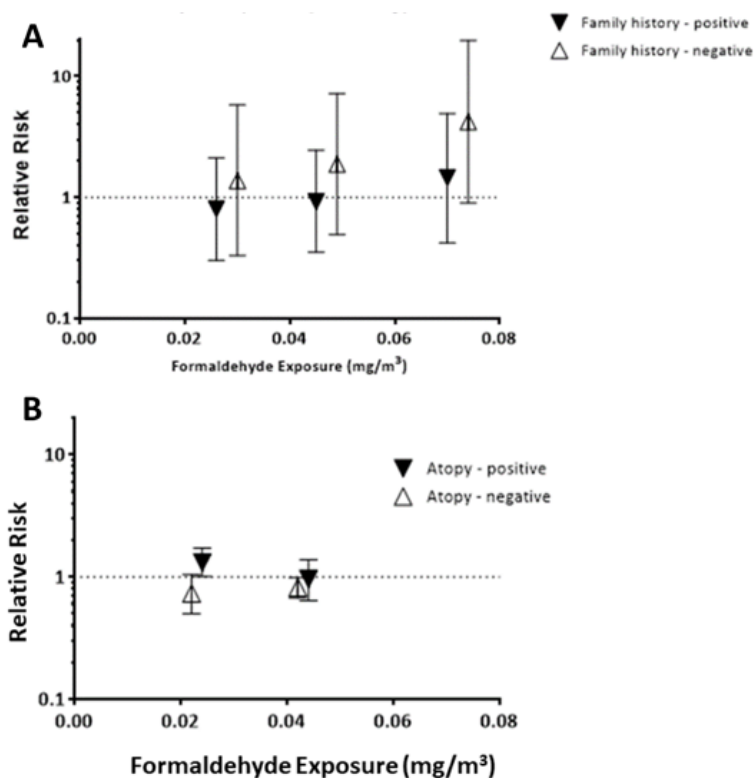 A
Family history - positive
Family history - negative
10
1
0.1
Relative Risk
0.00 0.02 0.04 0.06 0.08
Formaldehyde Exposure (mg/m³)
B
Atopy - positive
Atopy - negative
10
1
0.1
Relative Risk
0.00 0.02 0.04 0.06 0.08
Formaldehyde Exposure (mg/m³)